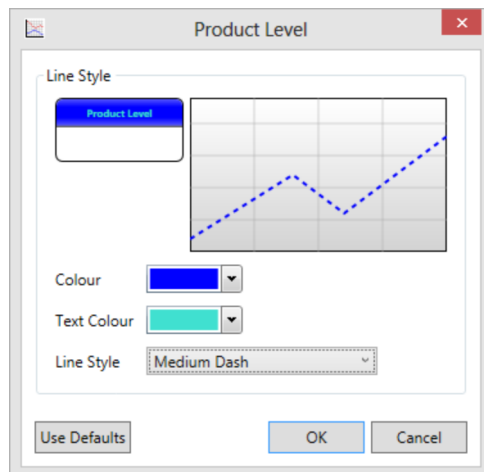 Product Level
Line Style
Product Level
Colour
Text Colour
Line Style Medium Dash
Use Defaults OK Cancel